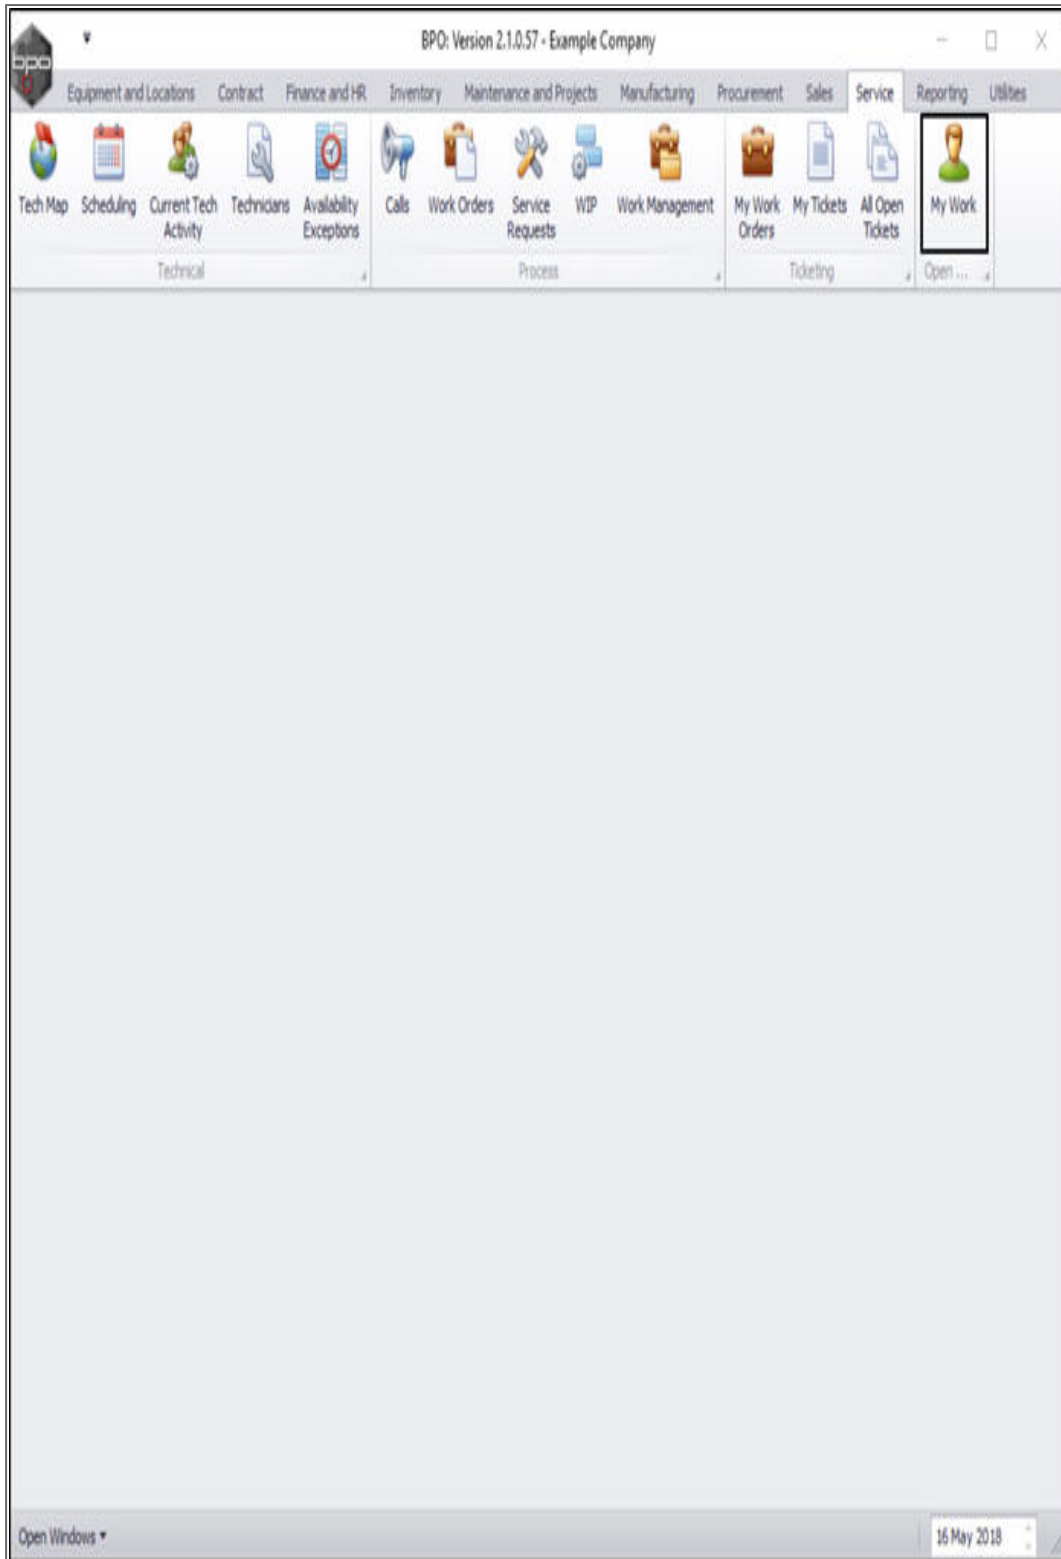 BPO: Version 2.1.0.57 - Example Company
bpo
Equipment and Locations Contract Finance and HR Inventory Maintenance and Projects Manufacturing Procurement Sales Service Reporting Utilities
Tech Map Scheduling Current Tech Activity Technicians Availability Exceptions Calls Work Orders Service Requests WIP Work Management My Work Orders My Tickets All Open Tickets My Work
Technical Process Ticketing Open ...
Open Windows 16 May 2018